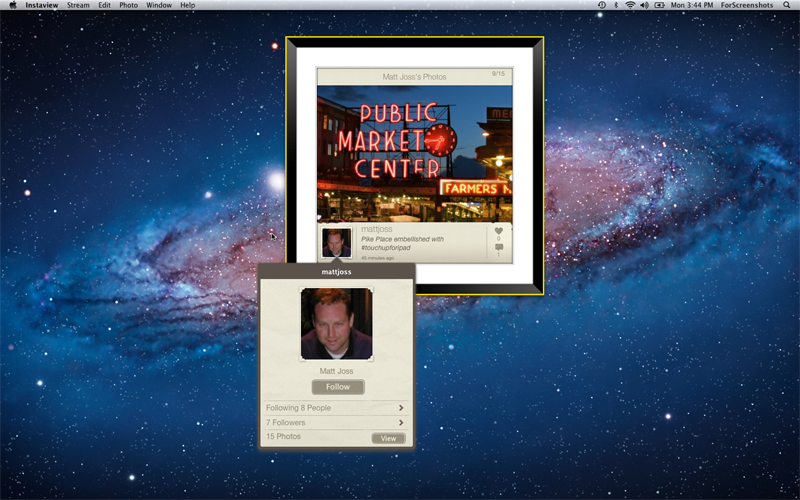 Instaview Stream Edit Photo Window Help
Mon 3:44 PM ForScreenshots
Matt Joss's Photos 9/15
PUBLIC
MARKET
CENTER
FARMERS
mattjoss
Pike Place embellished with
#touchupforipad
45 minutes ago
0
1
mattjoss
Matt Joss
Follow
Following 8 People
7 Followers
15 Photos View